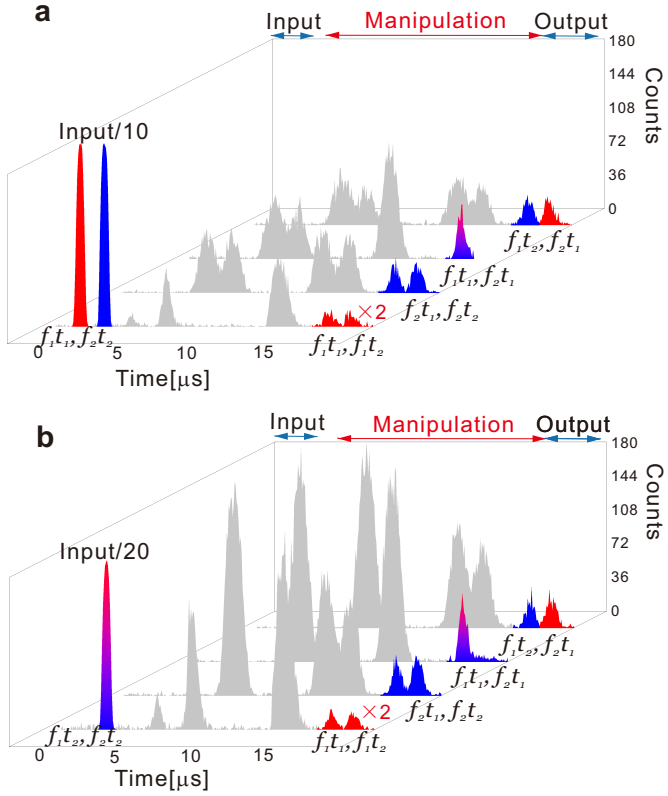 a
Input Manipulation Output
180
144
108
72
36
0
Counts
Input/10
f₁t₂, f₂t₁
f₁t₁, f₂t₁
f₂t₁, f₂t₂
×2
f₁t₁, f₂t₂
f₁t₁, f₁t₂
0 5 10 15
Time[μs]
b
Input Manipulation Output
180
144
108
72
36
0
Counts
Input/20
f₁t₂, f₂t₁
f₁t₁, f₂t₁
f₂t₁, f₂t₂
×2
f₁t₂, f₂t₂
f₁t₁, f₁t₂
0 5 10 15
Time[μs]